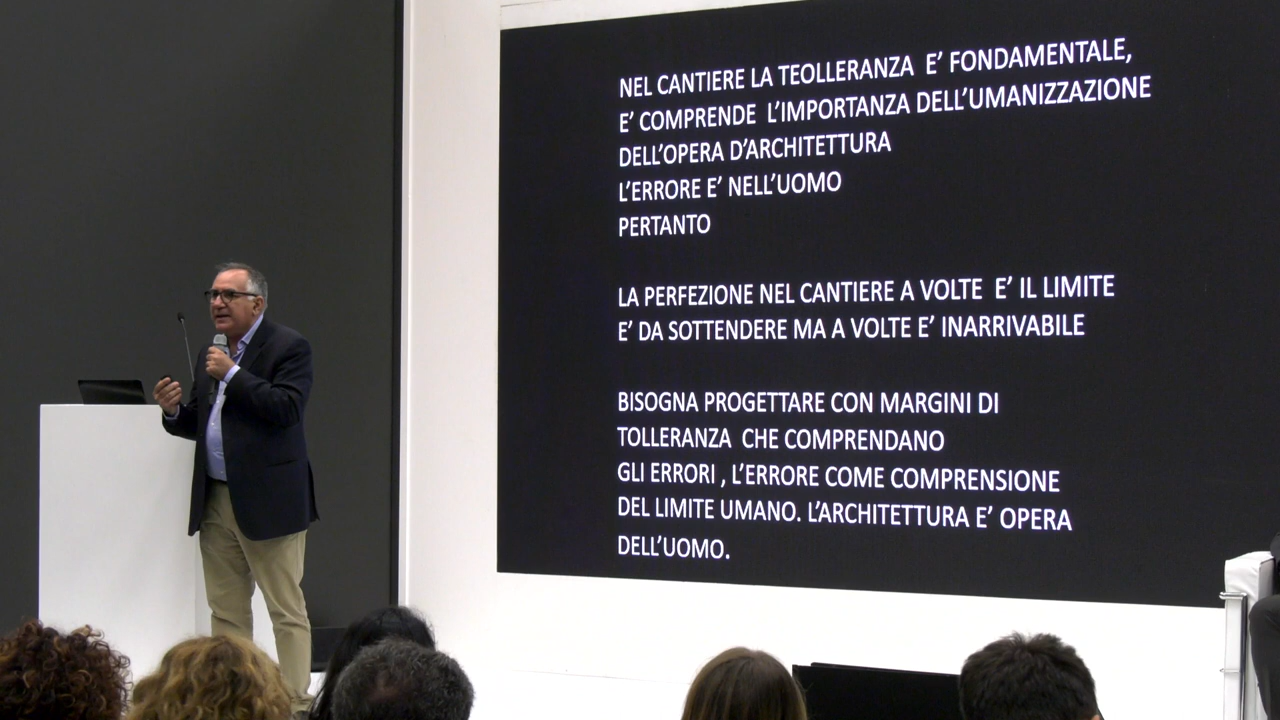 NEL CANTIERE LA TEOLLERANZA E’ FONDAMENTALE,
E’ COMPRENDE L’IMPORTANZA DELL’UMANIZZAZIONE
DELL’OPERA D’ARCHITETTURA
L’ERRORE E’ NELL’UOMO
PERTANTO
LA PERFEZIONE NEL CANTIERE A VOLTE E’ IL LIMITE
E’ DA SOTTENDERE MA A VOLTE E’ INARRIVABILE
BISOGNA PROGETTARE CON MARGINI DI
TOLLERANZA CHE COMPRENDANO
GLI ERRORI , L’ERRORE COME COMPRENSIONE
DEL LIMITE UMANO. L’ARCHITETTURA E’ OPERA
DELL’UOMO.